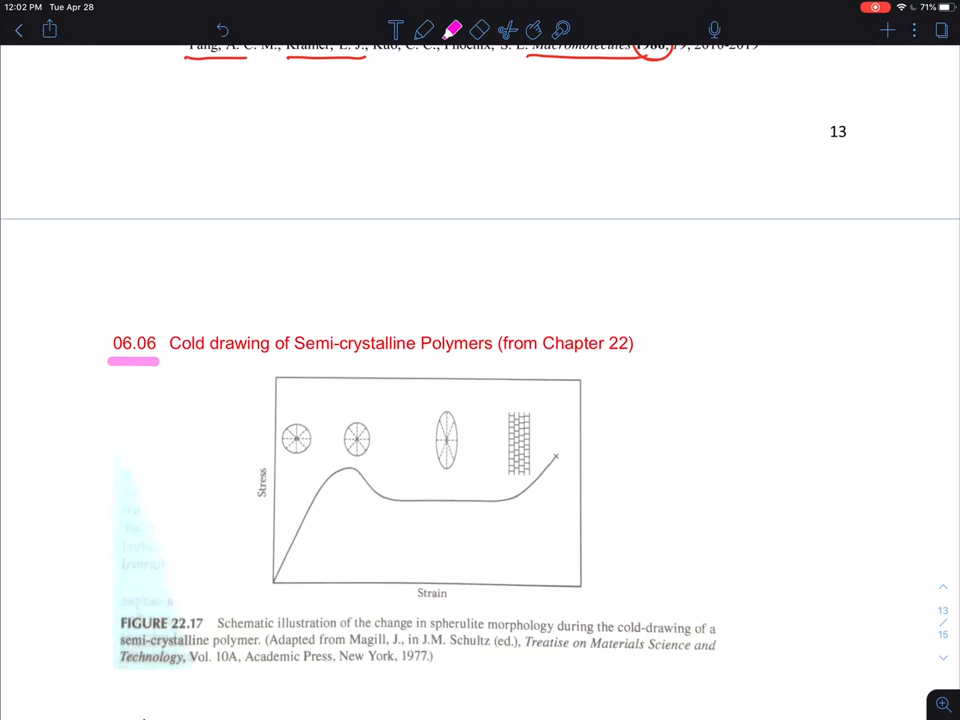 12:02 PM Tue Apr 28
71%
T
13
06.06 Cold drawing of Semi-crystalline Polymers (from Chapter 22)
Stress
Strain
FIGURE 22.17 Schematic illustration of the change in spherulite morphology during the cold-drawing of a
semi-crystalline polymer. (Adapted from Magill, J., in J.M. Schultz (ed.), Treatise on Materials Science and
Technology, Vol. 10A, Academic Press, New York, 1977.)
13
/
15